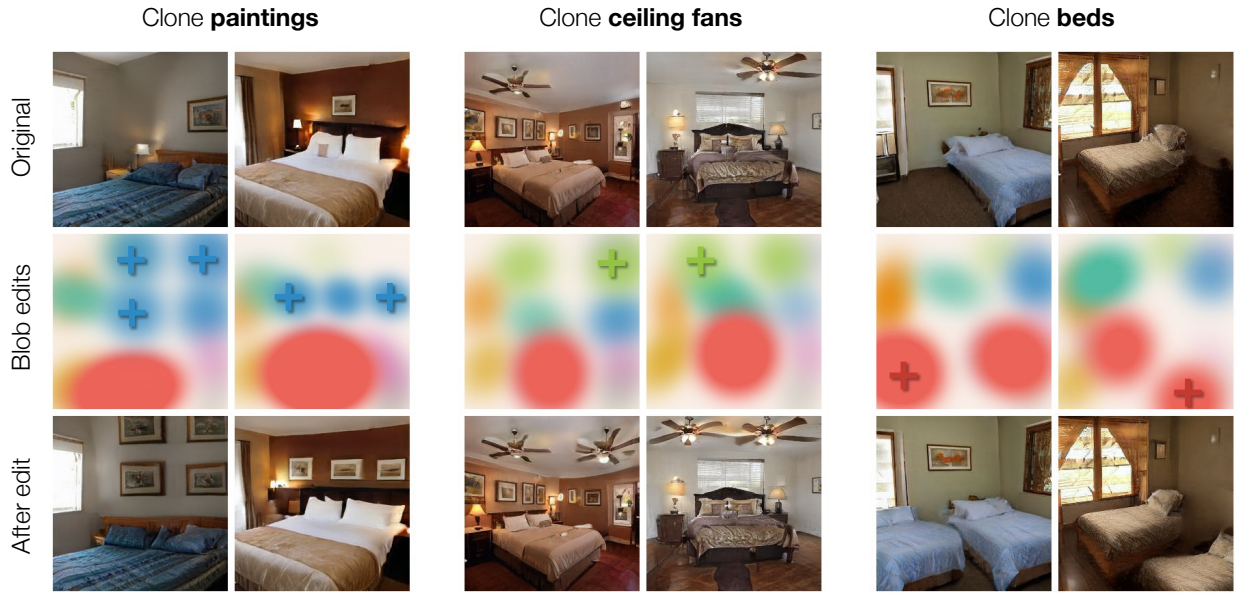 Clone paintings
Clone ceiling fans
Clone beds
Original
Blob edits
After edit